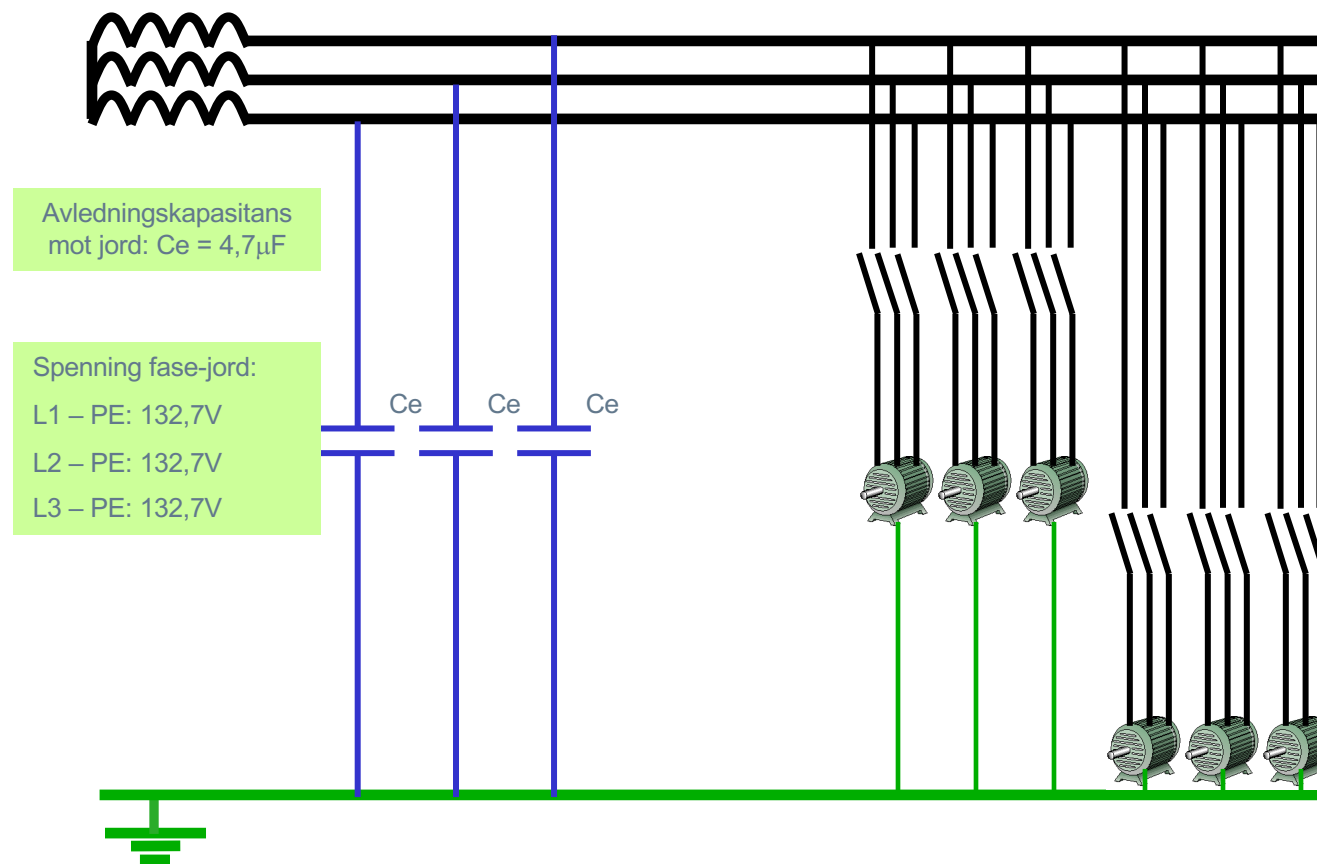 Avledningskapasitans
mot jord: Ce = 4,7μF
Spenning fase-jord:
L1 – PE: 132,7V
L2 – PE: 132,7V
L3 – PE: 132,7V
Ce
Ce
Ce